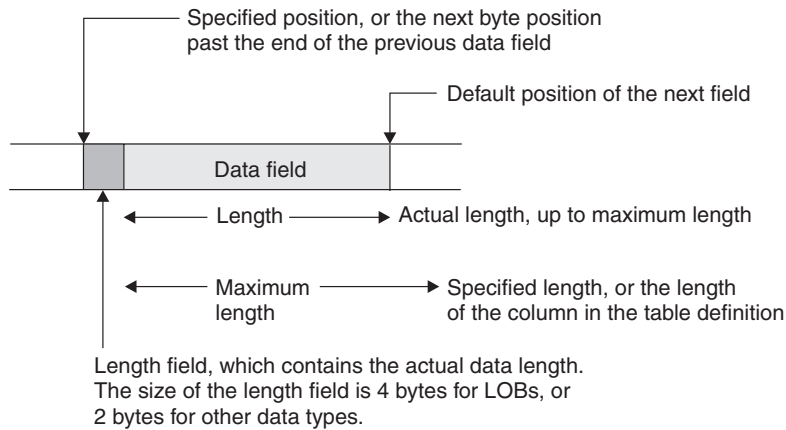 Specified position, or the next byte position
past the end of the previous data field
Default position of the next field
Data field
Length
Actual length, up to maximum length
Maximum
length
Specified length, or the length
of the column in the table definition
Length field, which contains the actual data length.
The size of the length field is 4 bytes for LOBs, or
2 bytes for other data types.